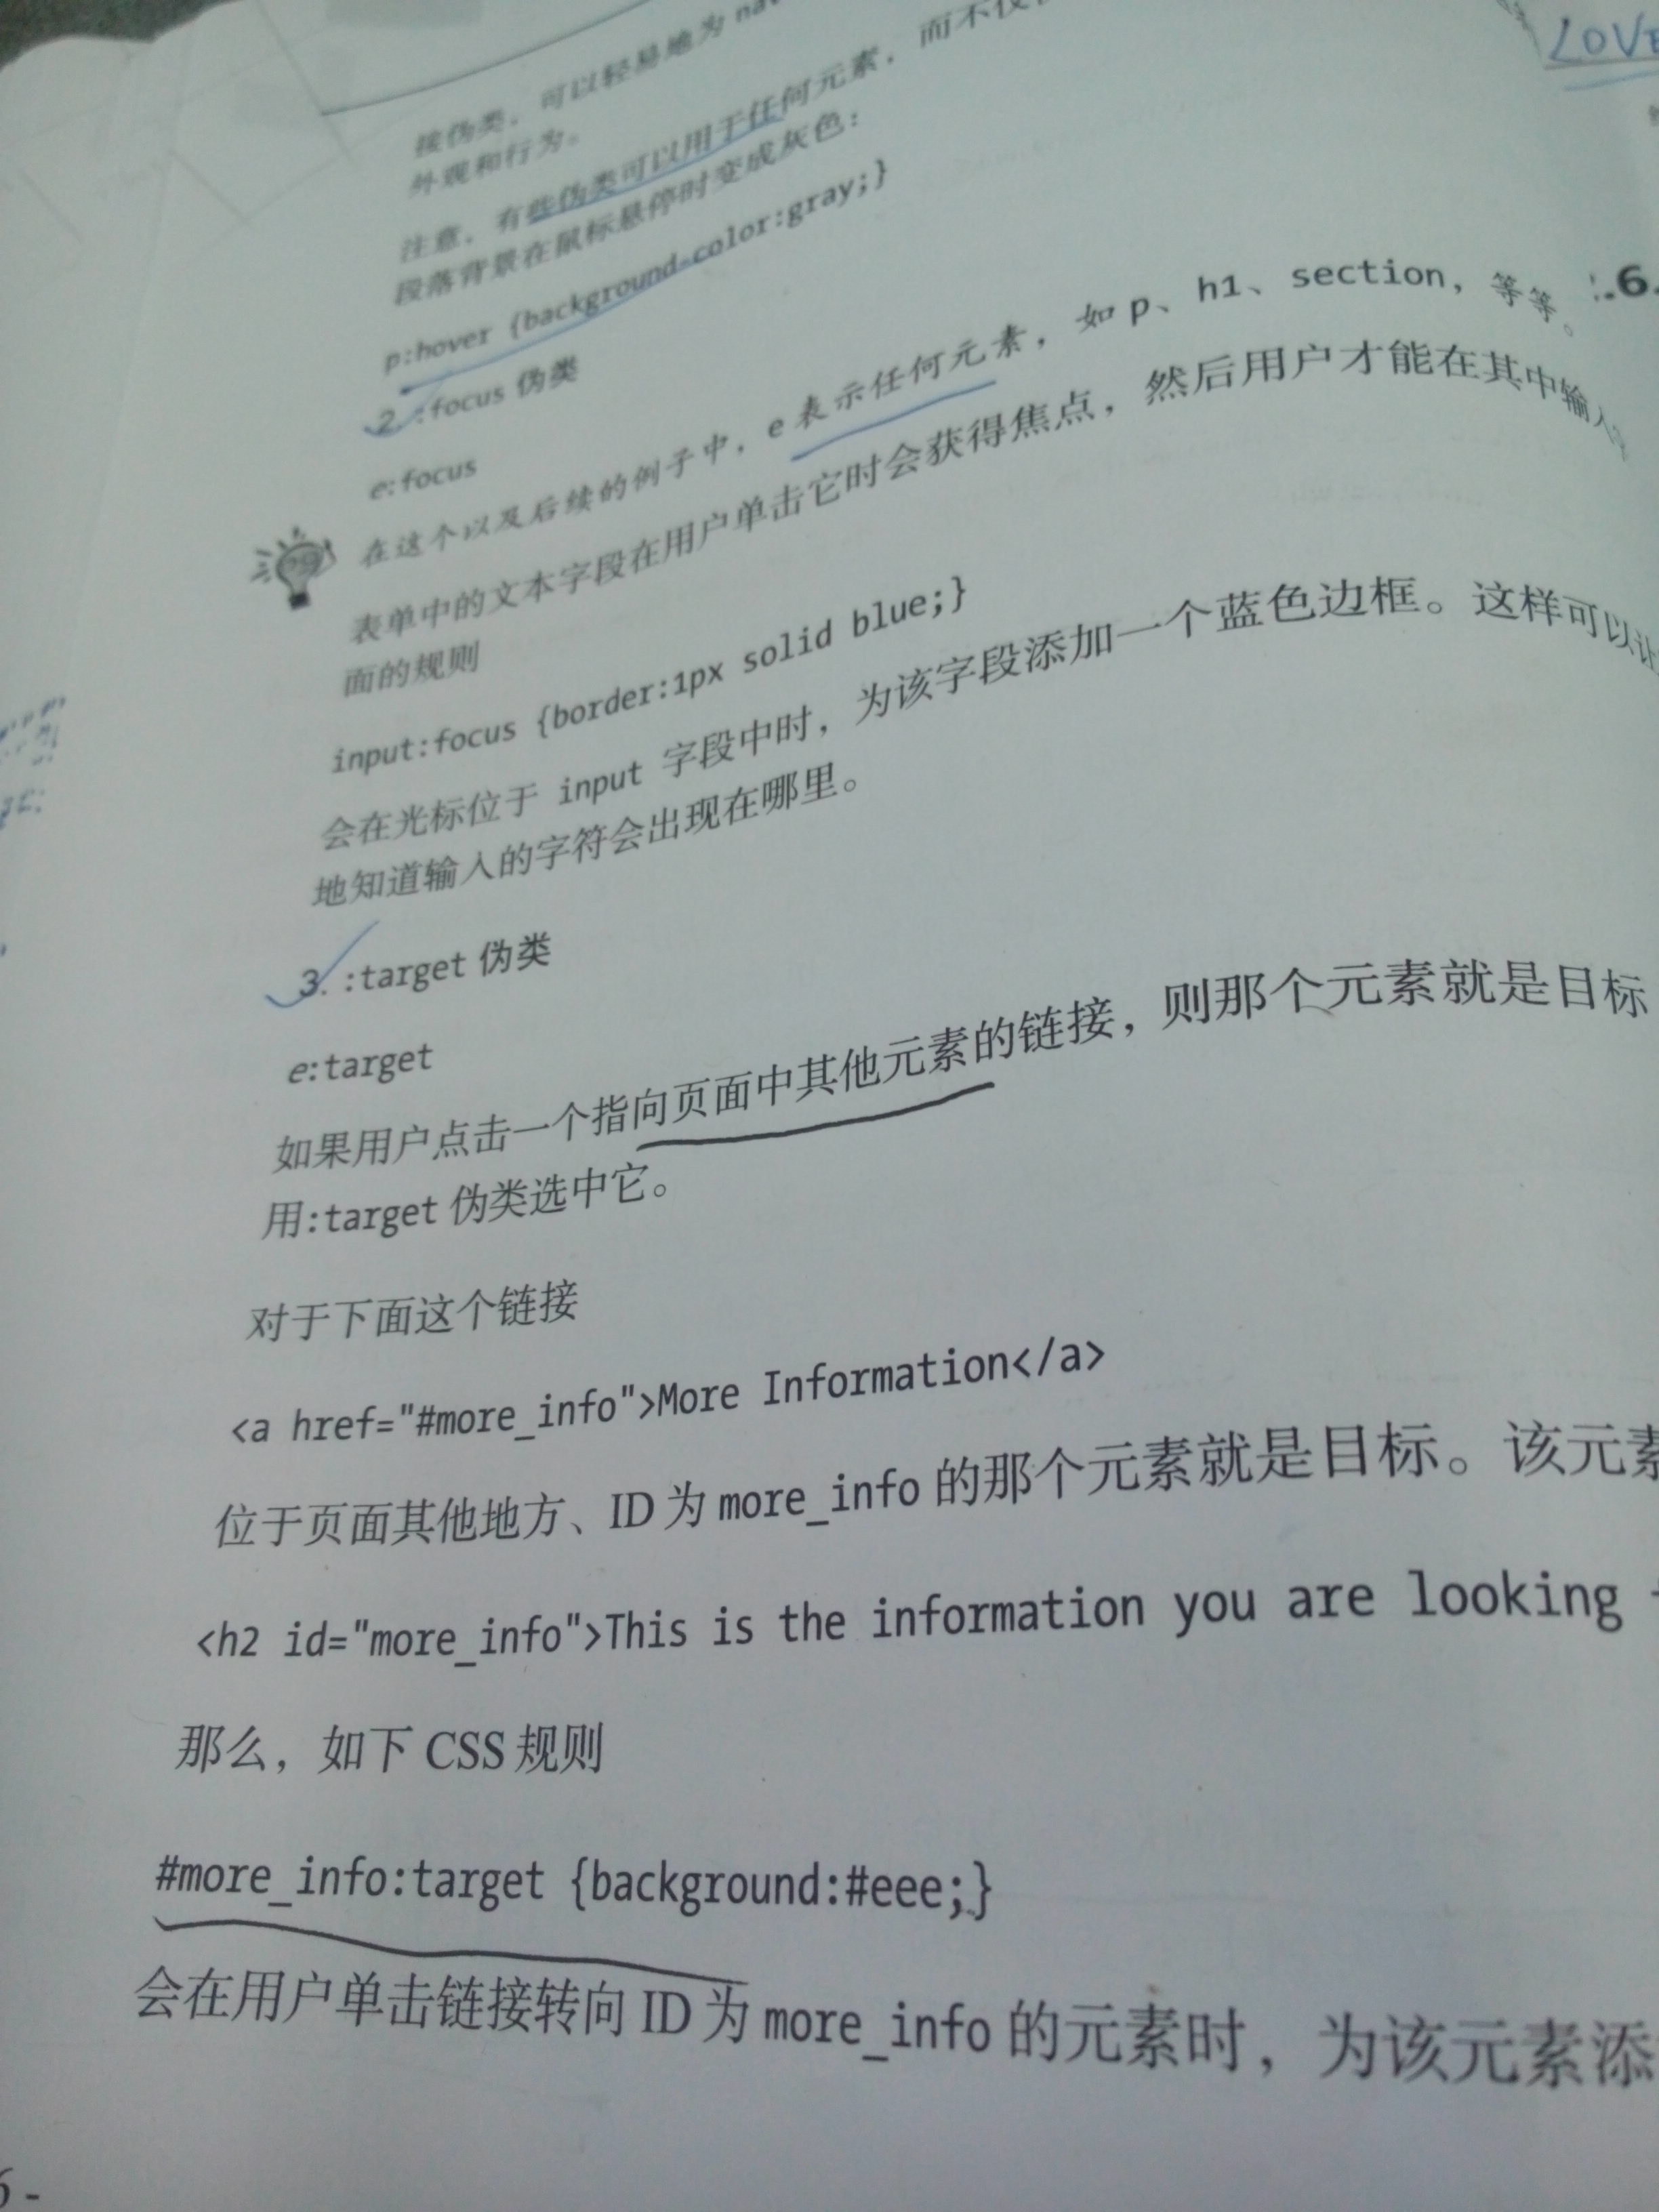 接伪类，可以轻易地为 nav
外观和行为。
注意，有些伪类可以用于任何元素，而不仅
段落背景在鼠标悬停时变成灰色：
p:hover {background-color:gray;}
2. :focus 伪类
e:focus
在这个以及后续的例子中，e 表示任何元素，如 p、h1、section，等等。
表单中的文本字段在用户单击它时会获得焦点，然后用户才能在其中输入
面的规则
input:focus {border:1px solid blue;}
会在光标位于 input 字段中时，为该字段添加一个蓝色边框。这样可以让
地知道输入的字符会出现在哪里。
3. :target 伪类
e:target
如果用户点击一个指向页面中其他元素的链接，则那个元素就是目标
用:target 伪类选中它。
对于下面这个链接
<a href="#more_info">More Information</a>
位于页面其他地方、ID 为 more_info 的那个元素就是目标。该元素
<h2 id="more_info">This is the information you are looking
那么，如下 CSS 规则
#more_info:target {background:#eee;}
会在用户单击链接转向 ID 为 more_info 的元素时，为该元素添
LOVE
.6.
6 -